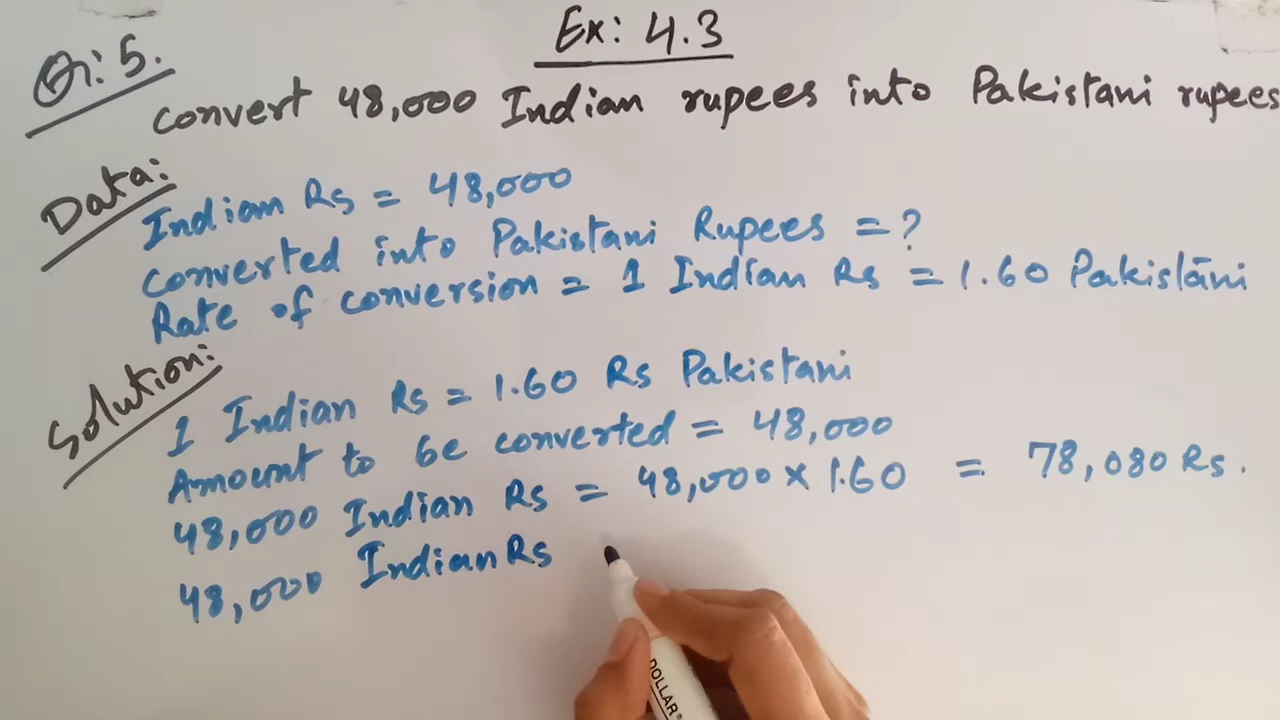 Ex: 4.3
Q: 5.
convert 48,000 Indian rupees into Pakistani rupees
Data:
Indian Rs = 48,000
converted into Pakistani Rupees = ?
Rate of conversion = 1 Indian Rs = 1.60 Pakistani
Solution:
1 Indian Rs = 1.60 Rs Pakistani
Amount to be converted = 48,000
48,000 Indian Rs = 48,000 × 1.60 = 78,080 Rs.
48,000 Indian Rs
DOLLAR